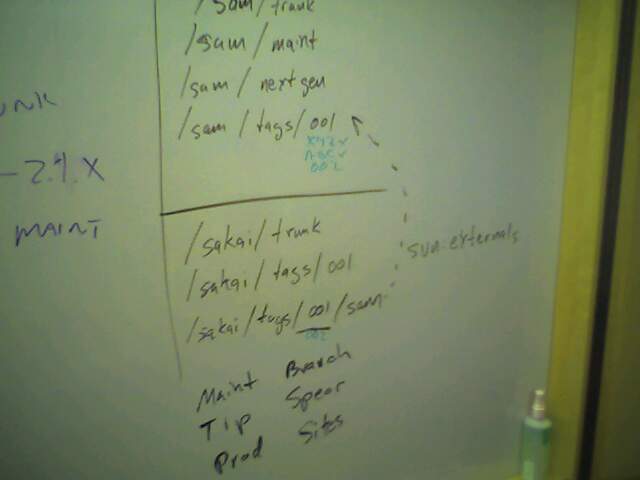 /sam/trunk
/sam/maint
/sam/nextgen
/sam/tags/001
002
UNK
-2.4.X
MAINT
/sakai/trunk
/sakai/tags/001
/sakai/tags/001/sam
002
svn:externals
Maint Branch
Tip Spear
Prod Sites